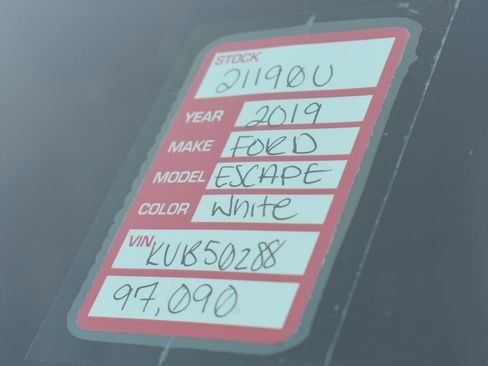 STOCK
21190U
YEAR 2019
MAKE FORD
MODEL ESCAPE
COLOR White
VIN KUB50288
97,090